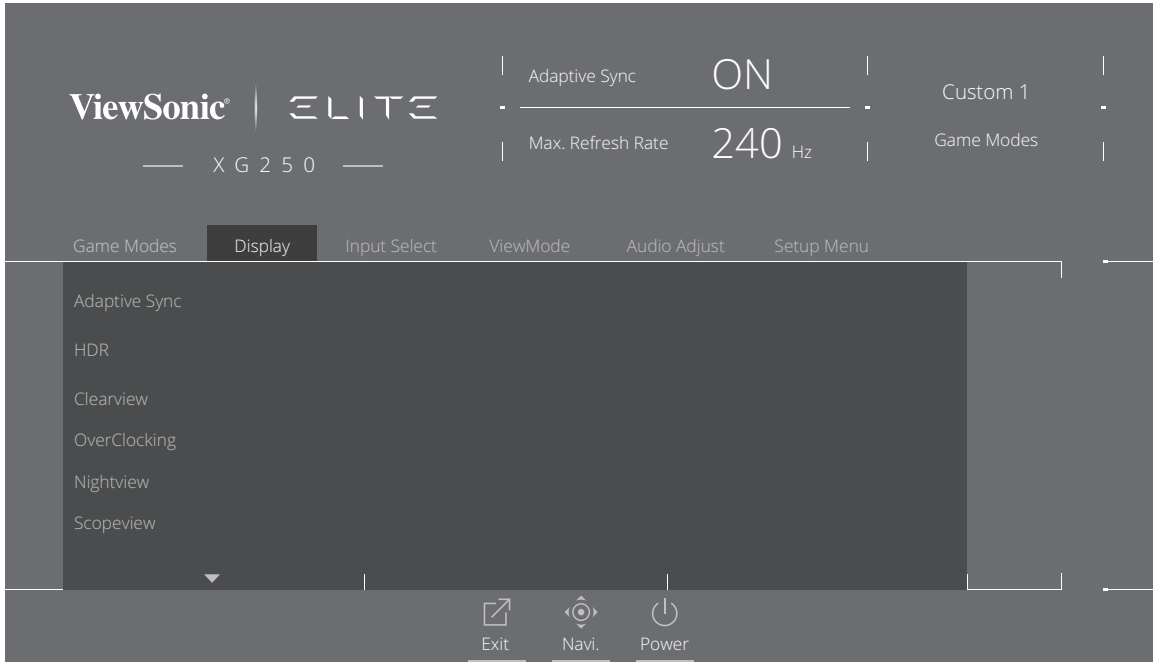 ViewSonic® ELITE
XG250
Adaptive Sync ON
Max. Refresh Rate 240 Hz
Custom 1
Game Modes
Game Modes Display Input Select ViewMode Audio Adjust Setup Menu
Adaptive Sync
HDR
Clearview
OverClocking
Nightview
Scopeview
Exit Navi. Power